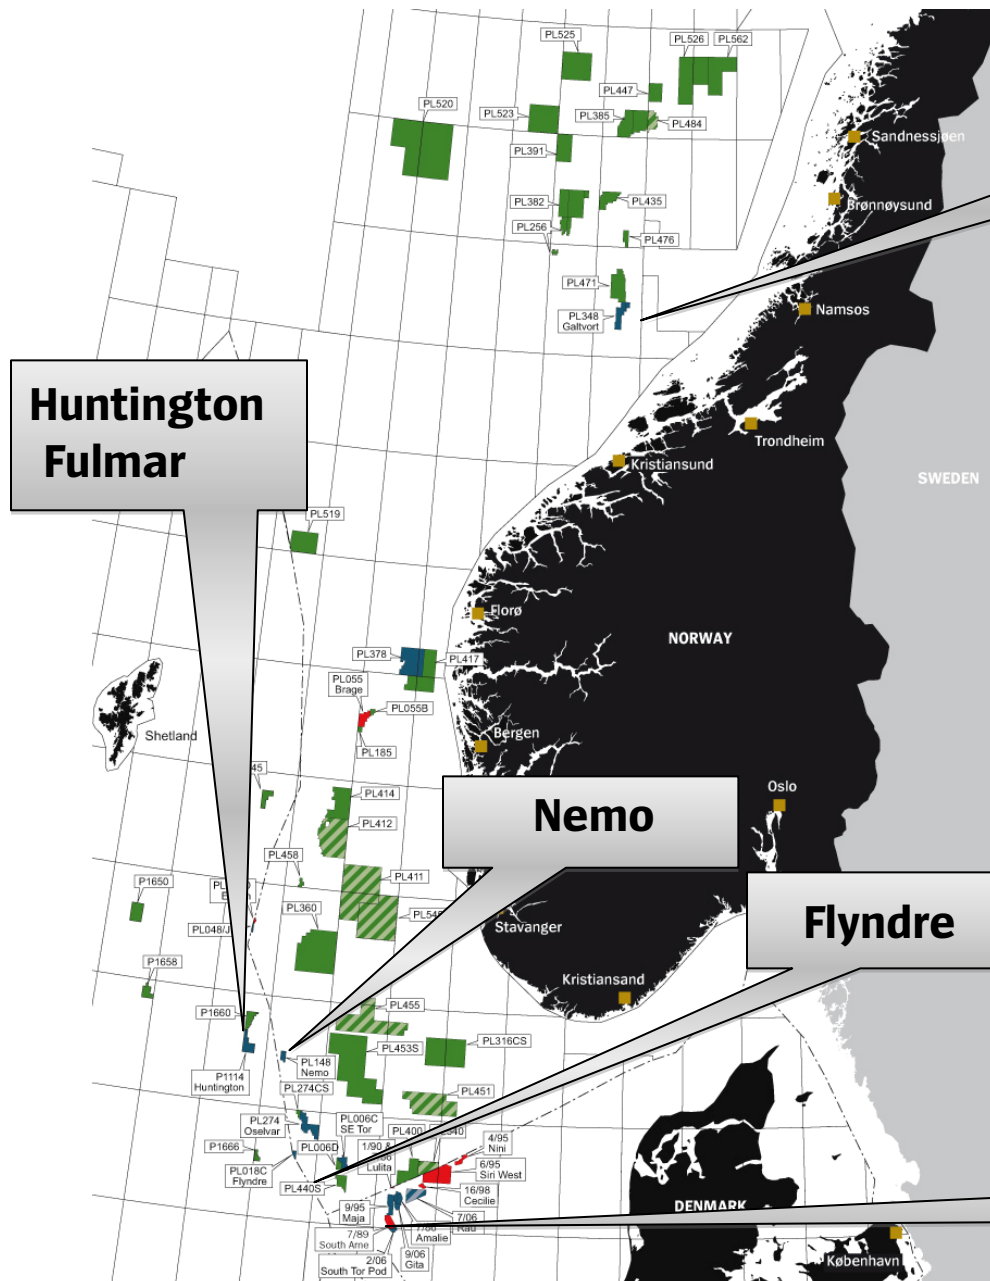 PL525
PL526
PL562
PL447
PL520
PL523
PL385
PL484
Sandnessjøen
PL391
PL382
PL435
Brønnøysund
PL256
PL476
PL471
PL348
Galtvort
Namsos
Huntington
Fulmar
Trondheim
Kristiansund
SWEDEN
PL519
Florø
NORWAY
PL378
PL417
PL055
Brage
PL055B
Shetland
PL185
Bergen
45
Oslo
PL414
Nemo
PL412
PL458
PL411
P1650
PL360
PL048/J
Stavanger
Flyndre
P1658
Kristiansand
P1660
PL455
PL453S
PL316CS
P1114
Huntington
PL148
Nemo
PL274CS
PL451
PL274
Oselvar
PL006C
SE Tor
PL400
4/95
Nini
P1666
PL006D
1/90 &
Lulita
6/95
Siri West
PL018C
Flyndre
PL440S
16/98
Cecilie
9/95
Maja
7/06
Rau
DENMARK
7/89
South Arne
7/86
Amalie
9/06
Gita
2/06
South Tor Pod
København